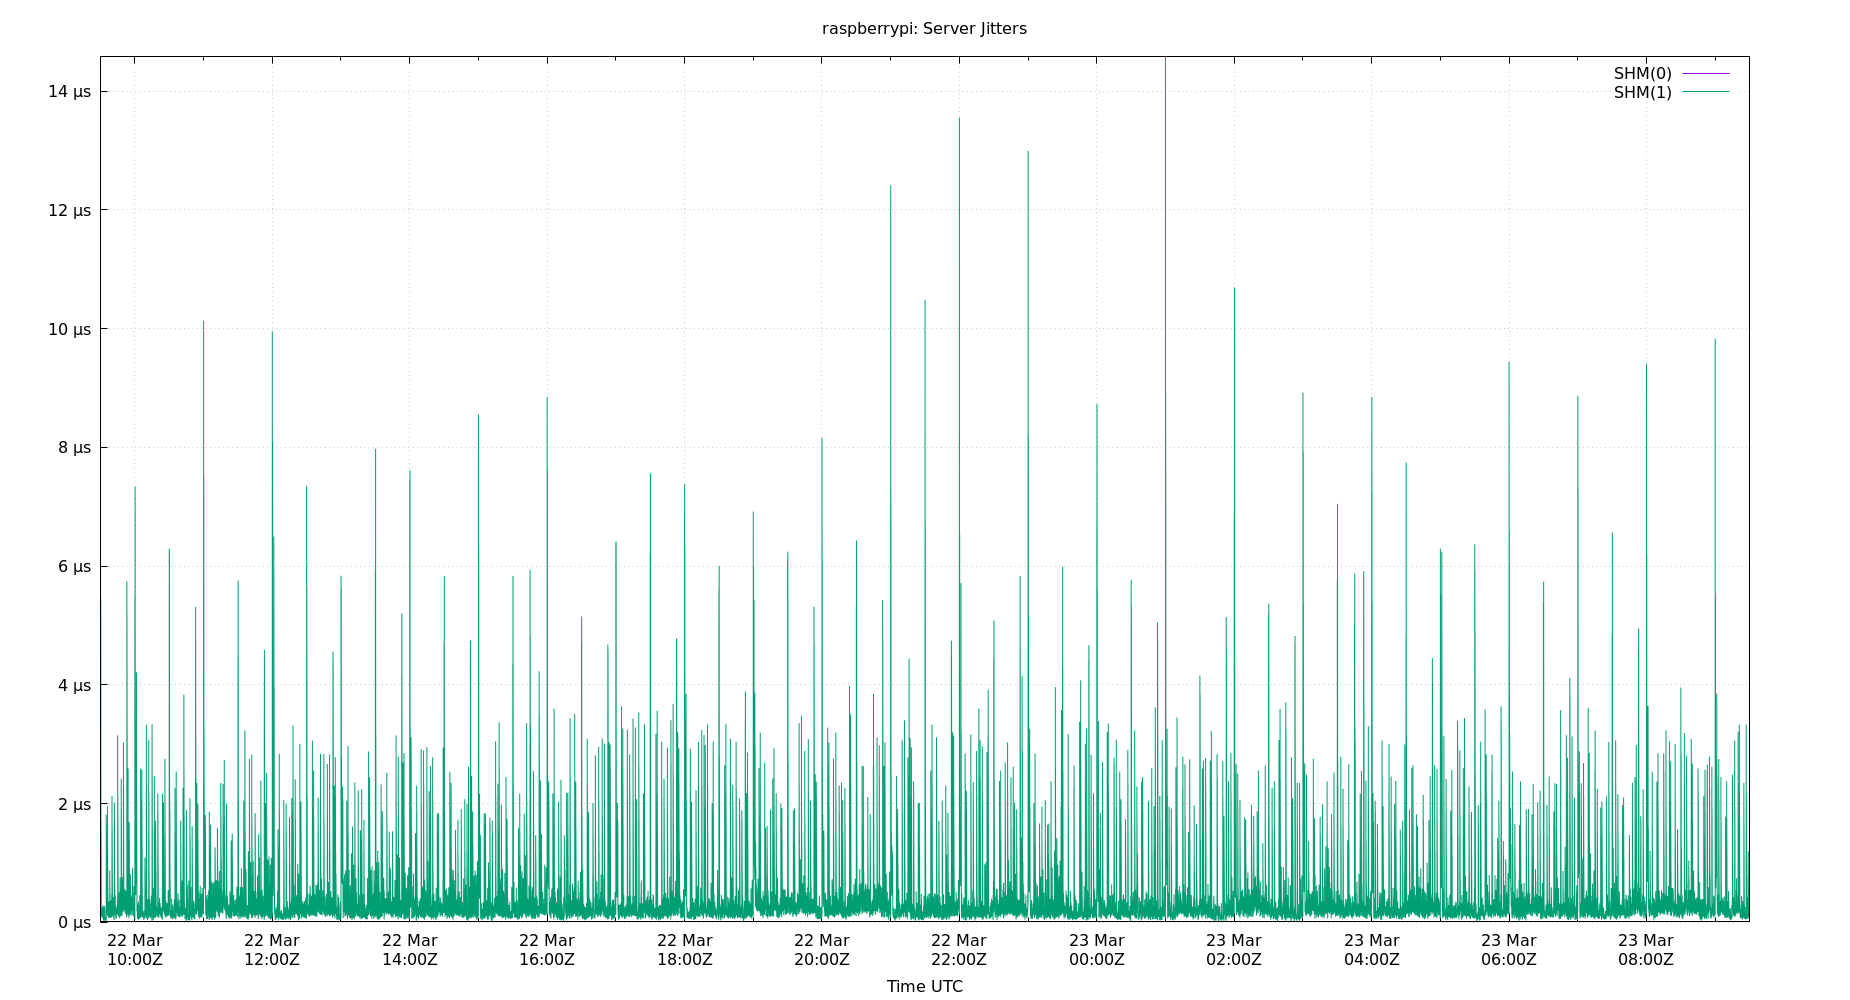 raspberrypi: Server Jitters
SHM(0)
SHM(1)
14 µs
12 µs
10 µs
8 µs
6 µs
4 µs
2 µs
0 µs
22 Mar 22 Mar 22 Mar 22 Mar 22 Mar 22 Mar 22 Mar 23 Mar 23 Mar 23 Mar 23 Mar 23 Mar
10:00Z 12:00Z 14:00Z 16:00Z 18:00Z 20:00Z 22:00Z 00:00Z 02:00Z 04:00Z 06:00Z 08:00Z
Time UTC